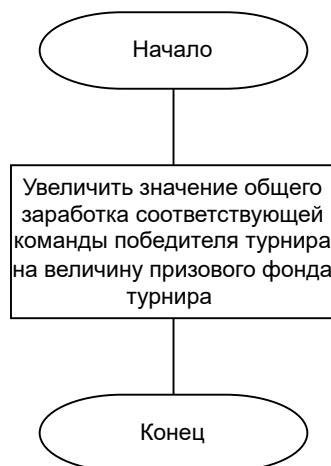 Начало
Увеличить значение общего
заработка соответствующей
команды победителя турнира
на величину призового фонда
турнира
Конец